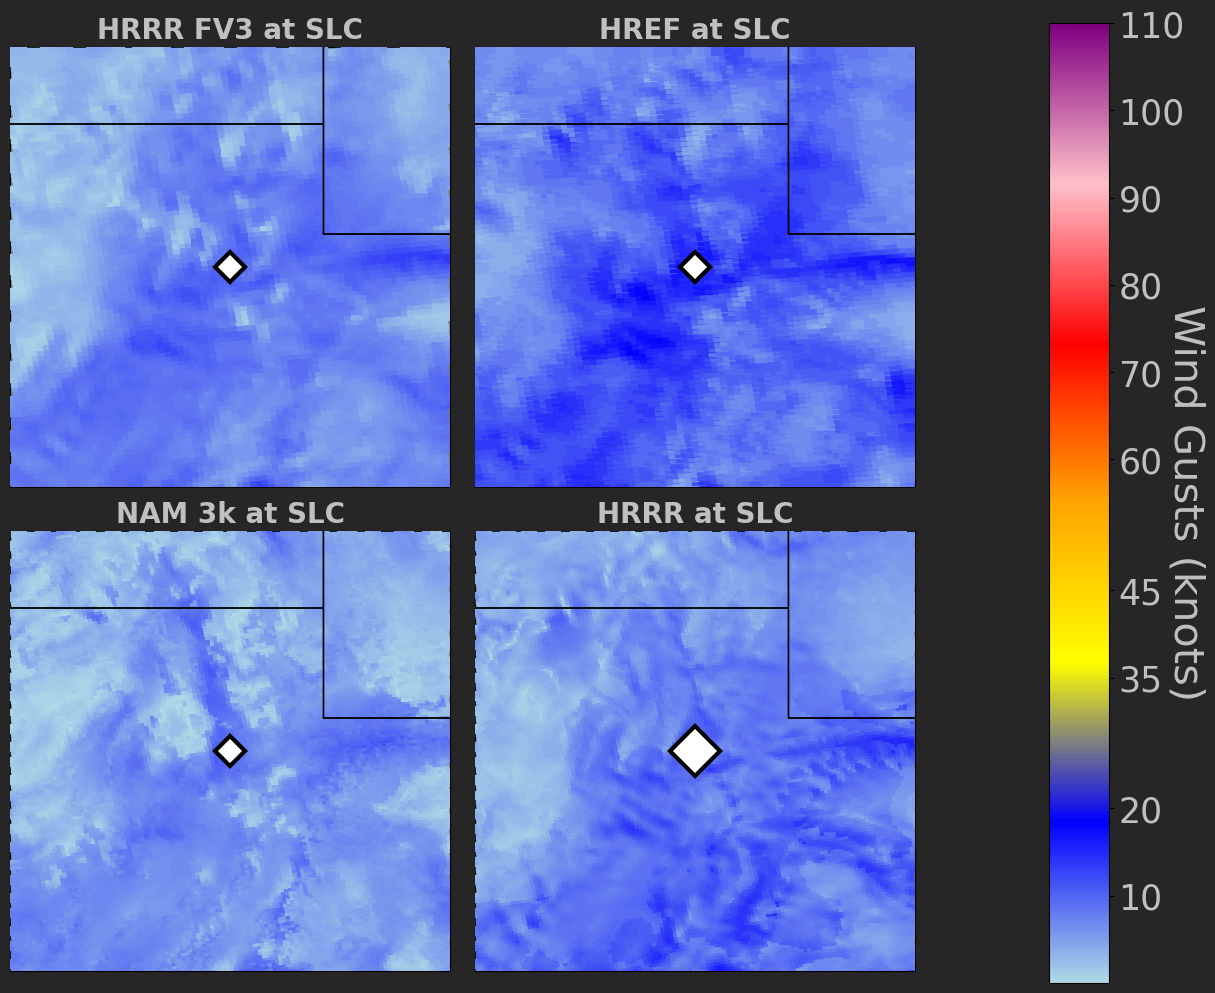 HRRR FV3 at SLC
HREF at SLC
NAM 3k at SLC
HRRR at SLC
110
100
90
80
70
60
45
35
20
10
Wind Gusts (knots)